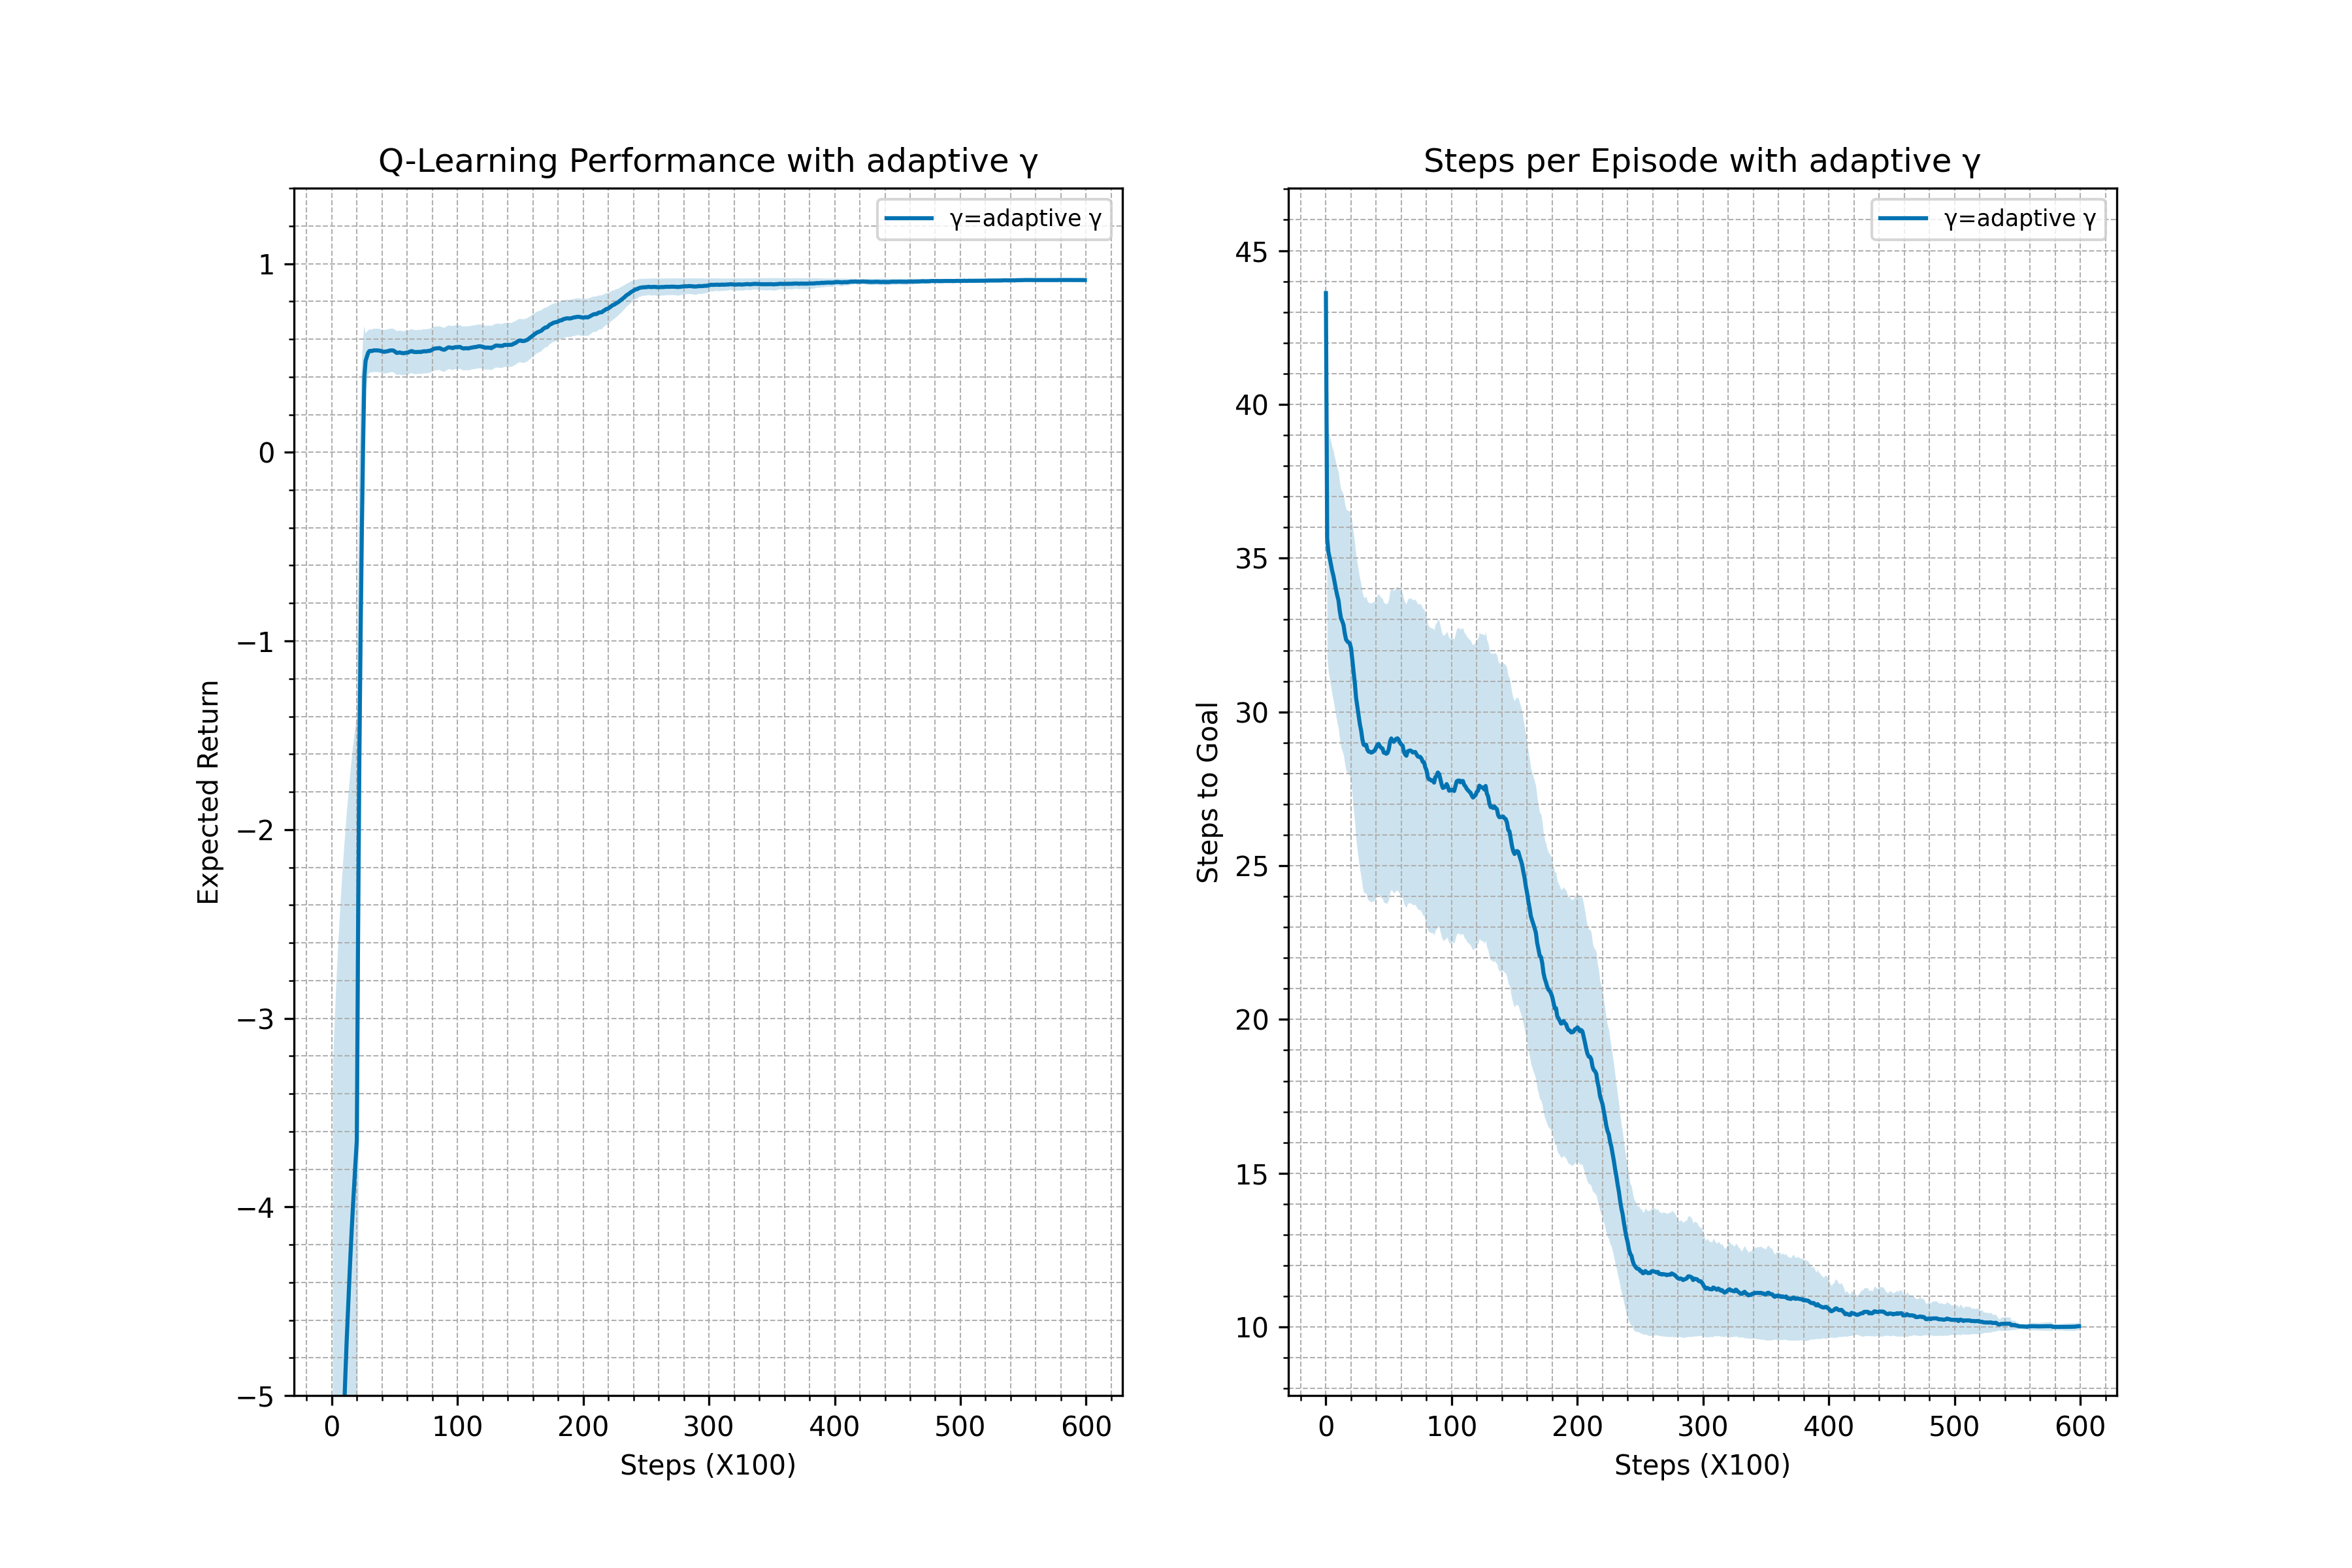 Q-Learning Performance with adaptive γ
γ=adaptive γ
1
0
−1
−2
−3
−4
−5
Expected Return
0 100 200 300 400 500 600
Steps (X100)
Steps per Episode with adaptive γ
γ=adaptive γ
45
40
35
30
25
20
15
10
Steps to Goal
0 100 200 300 400 500 600
Steps (X100)